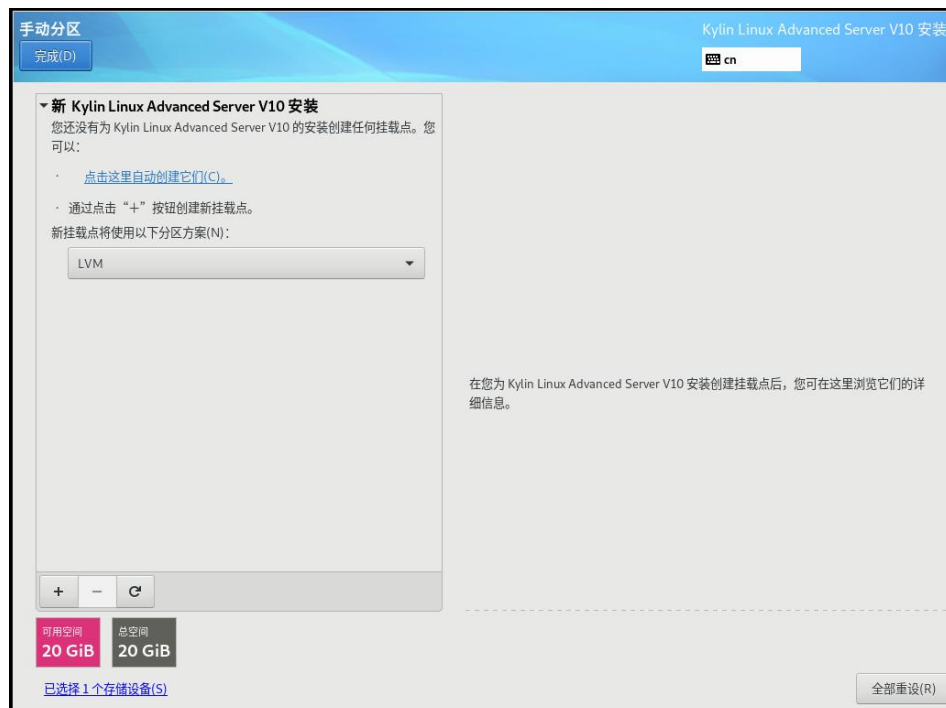 手动分区
Kylin Linux Advanced Server V10 安装
完成(D)
cn
新 Kylin Linux Advanced Server V10 安装
您还没有为 Kylin Linux Advanced Server V10 的安装创建任何挂载点。您
可以：
· 点击这里自动创建它们(C)。
· 通过点击“+”按钮创建新挂载点。
新挂载点将使用以下分区方案(N)：
LVM
在您为 Kylin Linux Advanced Server V10 安装创建挂载点后，您可在这里浏览它们的详
细信息。
+ −
可用空间
20 GiB
总空间
20 GiB
已选择 1 个存储设备(S)
全部重设(R)